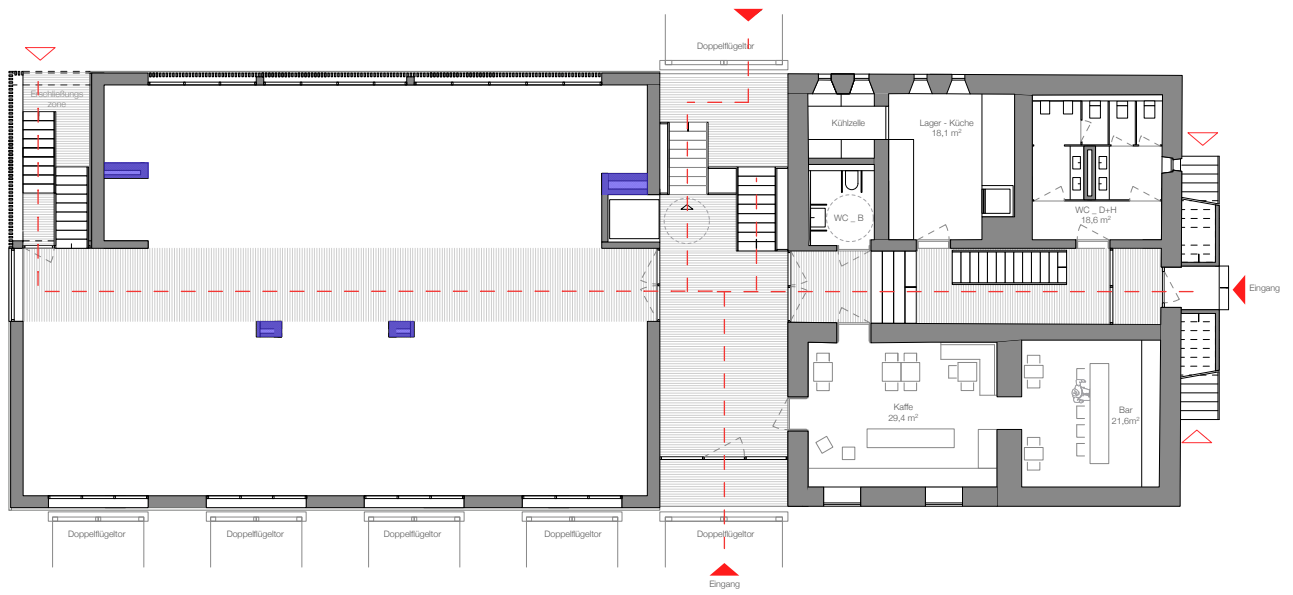 Doppelflügeltor
Erschließungs
zone
Kühlzelle
Lager - Küche
18,1 m²
WC _ B
WC _ D+H
18,6 m²
Eingang
Kaffe
29,4 m²
Bar
21,6m²
Doppelflügeltor
Doppelflügeltor
Doppelflügeltor
Doppelflügeltor
Doppelflügeltor
Eingang